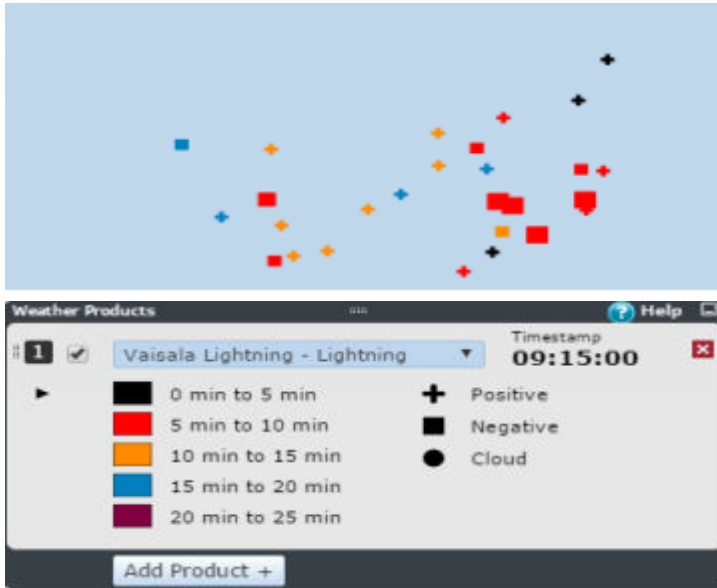 Weather Products
Help
1
Vaisala Lightning - Lightning
Timestamp
09:15:00
0 min to 5 min
Positive
5 min to 10 min
Negative
10 min to 15 min
Cloud
15 min to 20 min
20 min to 25 min
Add Product +